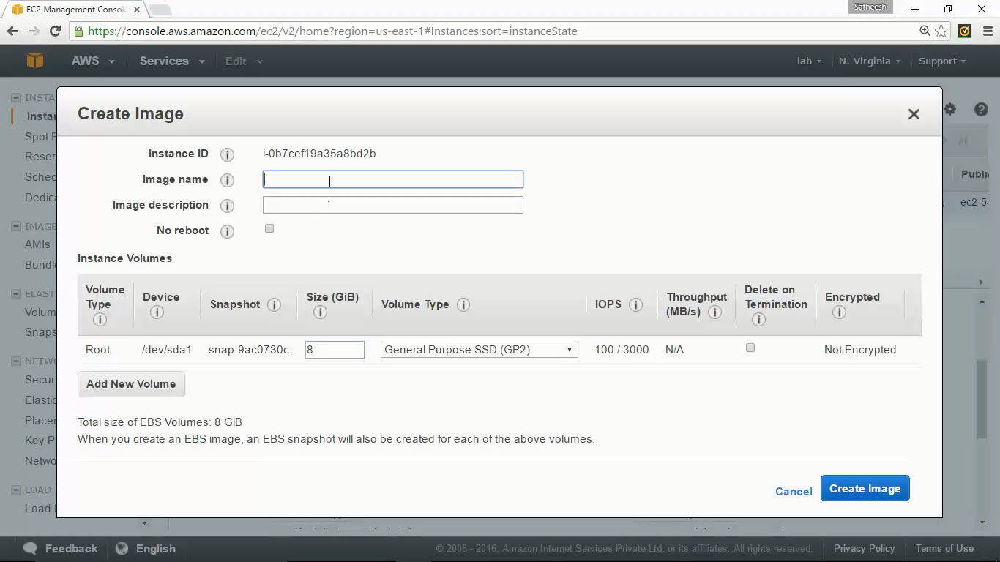 EC2 Management Consol
Satheesh
https://console.aws.amazon.com/ec2/v2/home?region=us-east-1#Instances:sort=instanceState
AWS Services Edit lab N. Virginia Support
INSTA
Instan
Spot R
Reser
Sched
Dedica
IMAGE
AMIs
Bundle
ELAST
Volum
Snaps
NETWO
Securi
Elastic
Placer
Key Pa
Netwo
LOAD
Load E
Create Image
Instance ID i-0b7cef19a35a8bd2b
Image name
Image description
No reboot
Instance Volumes
Volume Type Device Snapshot Size (GiB) Volume Type IOPS Throughput (MB/s) Delete on Termination Encrypted
Root /dev/sda1 snap-9ac0730c 8 General Purpose SSD (GP2) 100 / 3000 N/A Not Encrypted
Add New Volume
Total size of EBS Volumes: 8 GiB
When you create an EBS image, an EBS snapshot will also be created for each of the above volumes.
Cancel Create Image
Public
ec2-54
Feedback English © 2008 - 2016, Amazon Internet Services Private Ltd. or its affiliates. All rights reserved. Privacy Policy Terms of Use